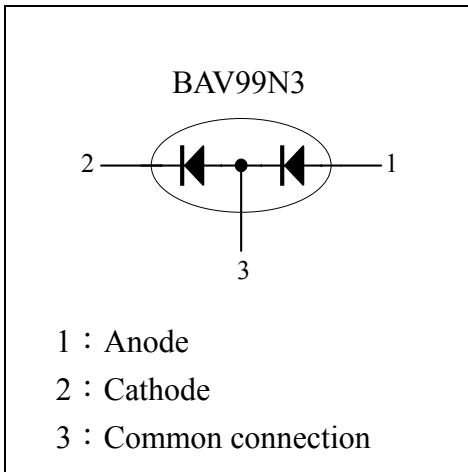 BAV99N3
2 1
3
1：Anode
2：Cathode
3：Common connection